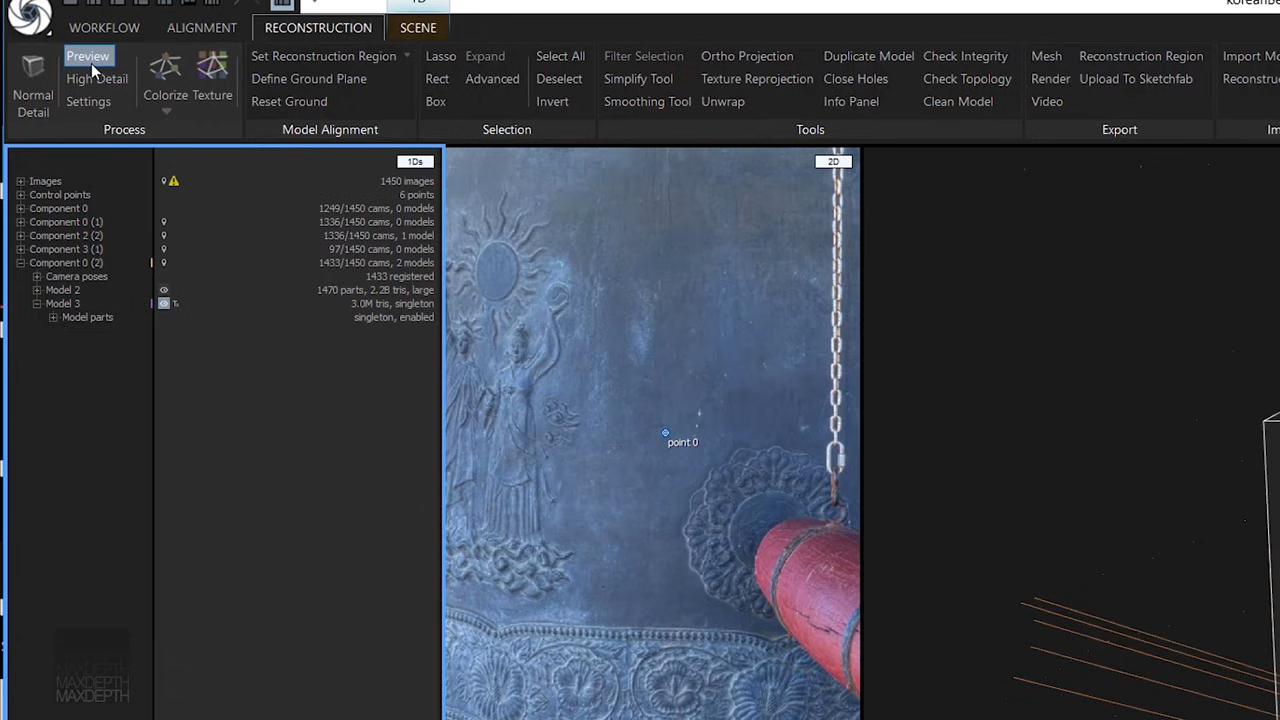 WORKFLOW ALIGNMENT RECONSTRUCTION SCENE
Preview Set Reconstruction Region Lasso Expand Select All Filter Selection Ortho Projection Duplicate Model Check Integrity Mesh Reconstruction Region Import
High Detail Define Ground Plane Rect Advanced Deselect Simplify Tool Texture Reprojection Close Holes Check Topology Render Upload To Sketchfab
Normal Detail Settings Colorize Texture Reset Ground Box Invert Smoothing Tool Unwrap Info Panel Clean Model Video
Process Model Alignment Selection Tools Export
1Ds 2D
Images 1450 images
Control points 6 points
Component 0 1249/1450 cams, 0 models
Component 0 (1) 1336/1450 cams, 0 models
Component 2 (2) 1336/1450 cams, 1 model
Component 3 (1) 97/1450 cams, 0 models
Component 0 (2) 1433/1450 cams, 2 models
Camera poses 1433 registered
Model 2 1470 parts, 2.2B tris, large
Model 3 3.0M tris, singleton
Model parts singleton, enabled
point 0
MAXDEPTH
MAXDEPTH
MAXDEPTH